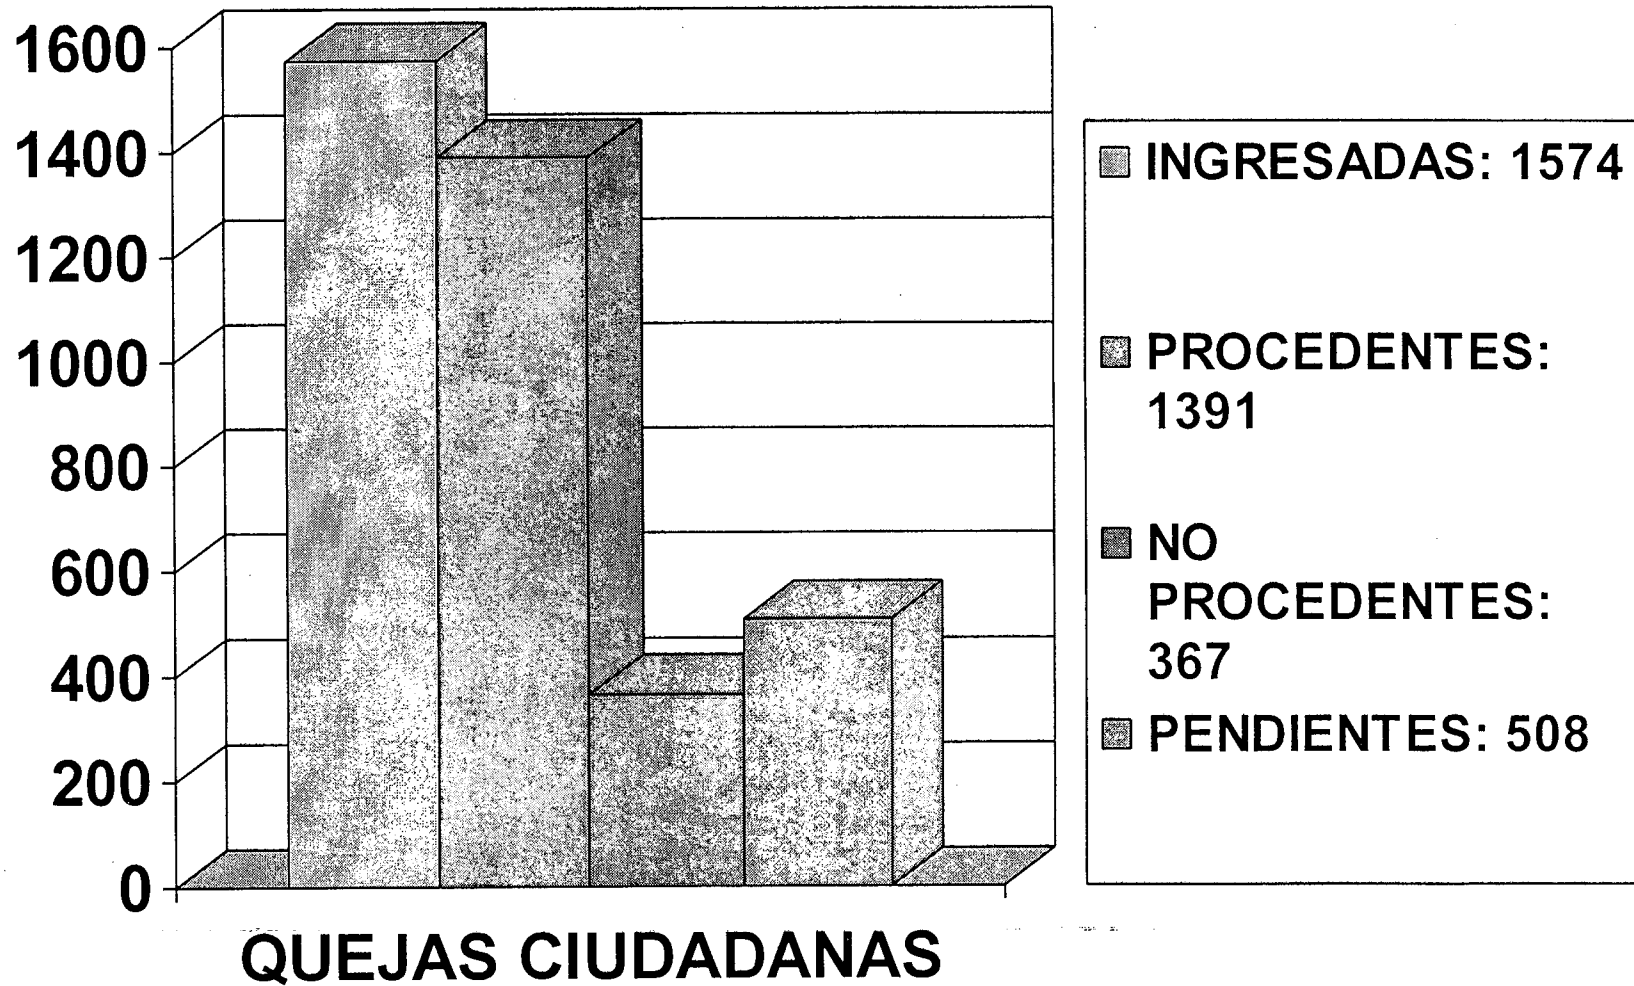 1600
1400
1200
1000
800
600
400
200
0
QUEJAS CIUDADANAS
INGRESADAS: 1574
PROCEDENTES:
1391
NO
PROCEDENTES:
367
PENDIENTES: 508